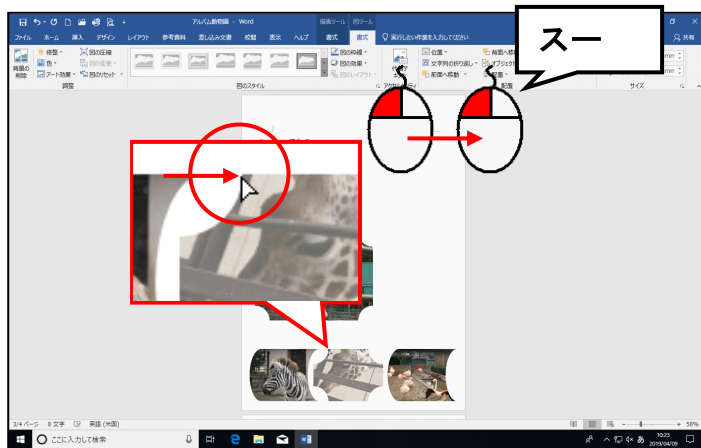 アルバム動物園 - Word
描画ツール 図ツール
ファイル ホーム 挿入 デザイン レイアウト 参考資料 差し込み文書 校閲 表示 ヘルプ 書式 書式 実行したい作業を入力してください 共有
スー
背景の
削除
修整
色
アート効果
図の圧縮
図の変更
図のリセット
図の枠線
図の効果
図のレイアウト
位置
文字列の折り返し
前面へ移動
背面へ移
オブジェク
配置
調整 図のスタイル 配置 サイズ
3/4 ページ 8 文字 英語 (米国) 58%
ここに入力して検索
あ
10:23
2019/04/09